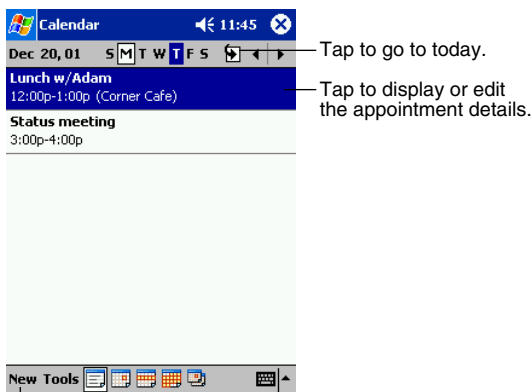 Calendar 11:45
Dec 20, 01 S M T W T F S
Tap to go to today.
Lunch w/Adam
12:00p-1:00p (Corner Cafe)
Tap to display or edit
the appointment details.
Status meeting
3:00p-4:00p
New Tools